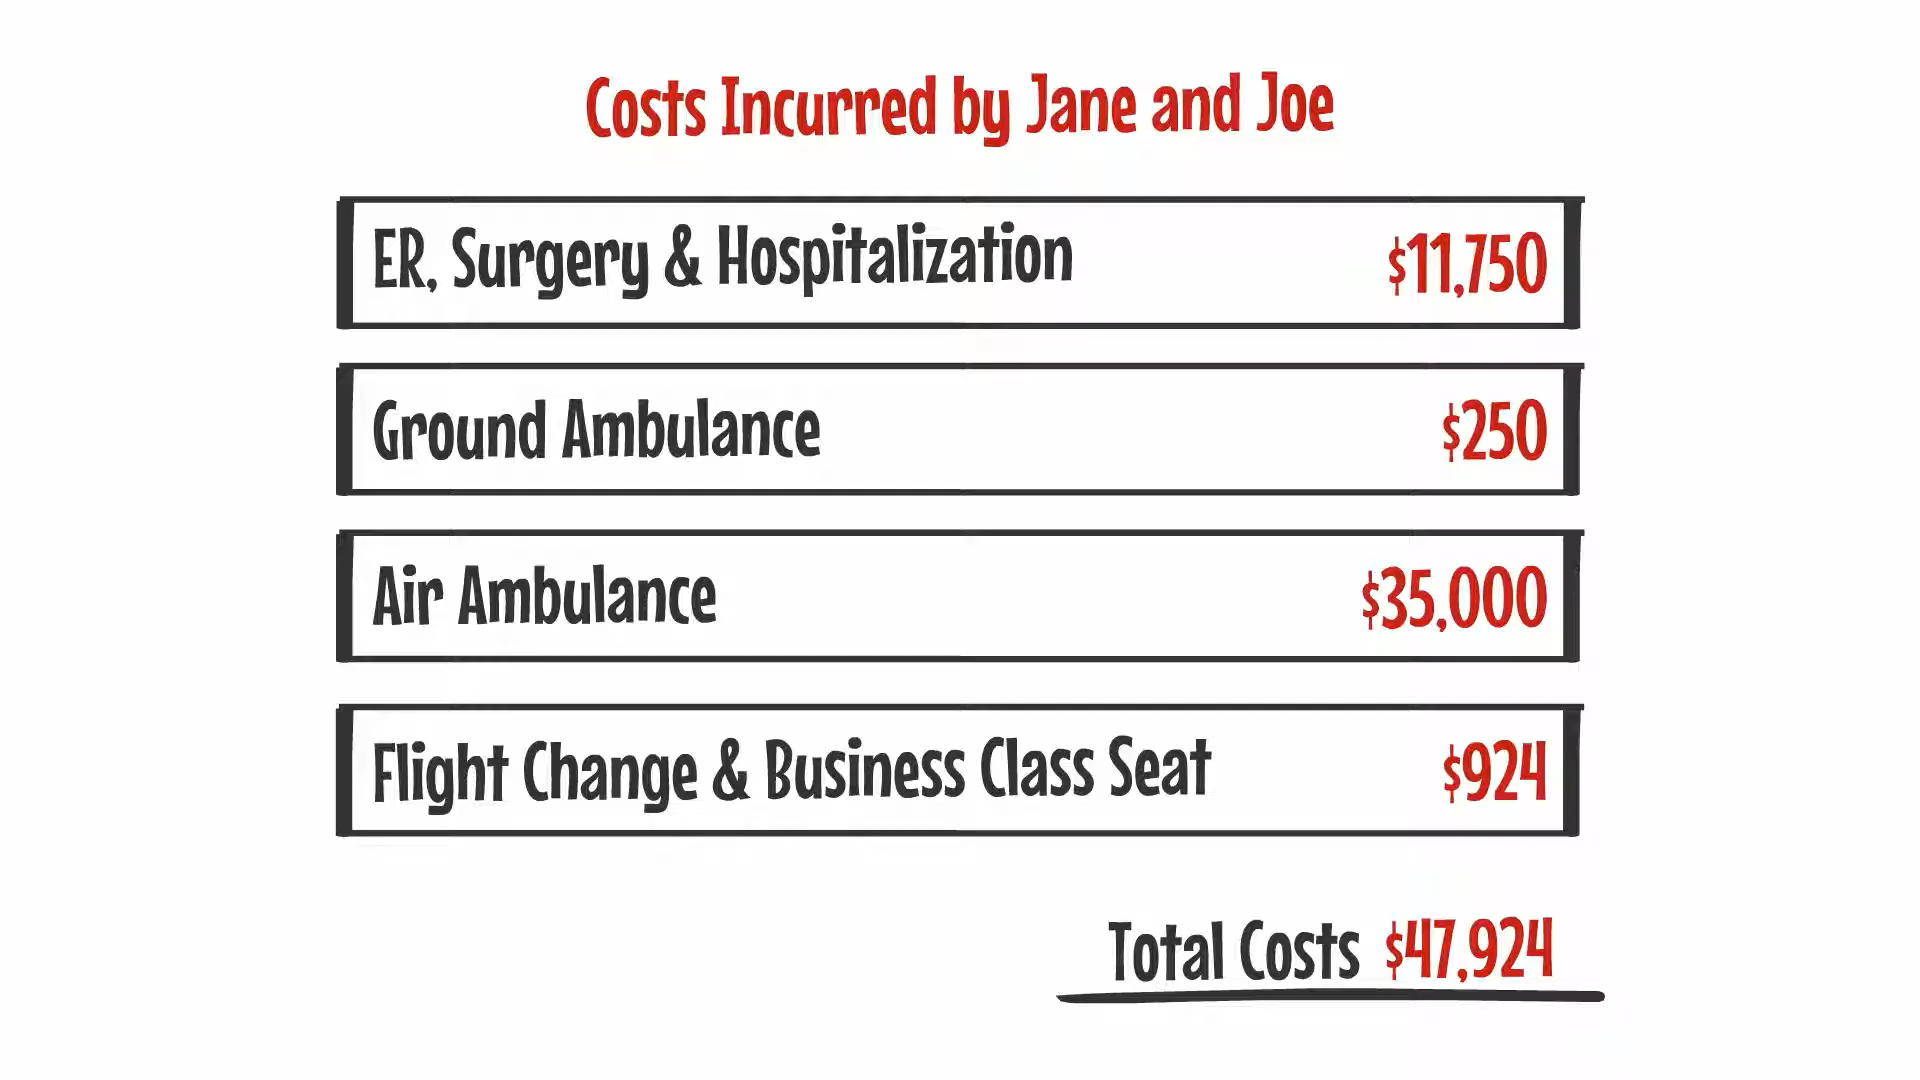 Costs Incurred by Jane and Joe
ER, Surgery & Hospitalization $11,750
Ground Ambulance $250
Air Ambulance $35,000
Flight Change & Business Class Seat $924
Total Costs $47,924